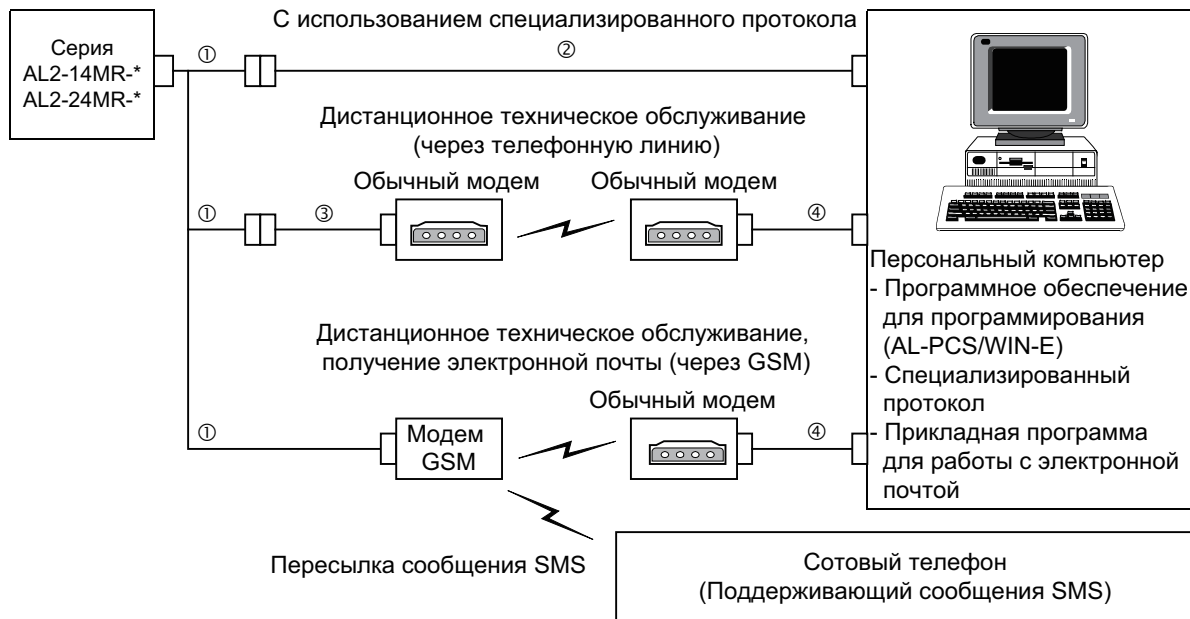 С использованием специализированного протокола
Серия
AL2-14MR-*
AL2-24MR-*
①
②
Дистанционное техническое обслуживание
(через телефонную линию)
Обычный модем
Обычный модем
①
③
④
Дистанционное техническое обслуживание,
получение электронной почты (через GSM)
Обычный модем
①
Модем
GSM
④
Персональный компьютер
- Программное обеспечение
для программирования
(AL-PCS/WIN-E)
- Специализированный
протокол
- Прикладная программа
для работы с электронной
почтой
Пересылка сообщения SMS
Сотовый телефон
(Поддерживающий сообщения SMS)